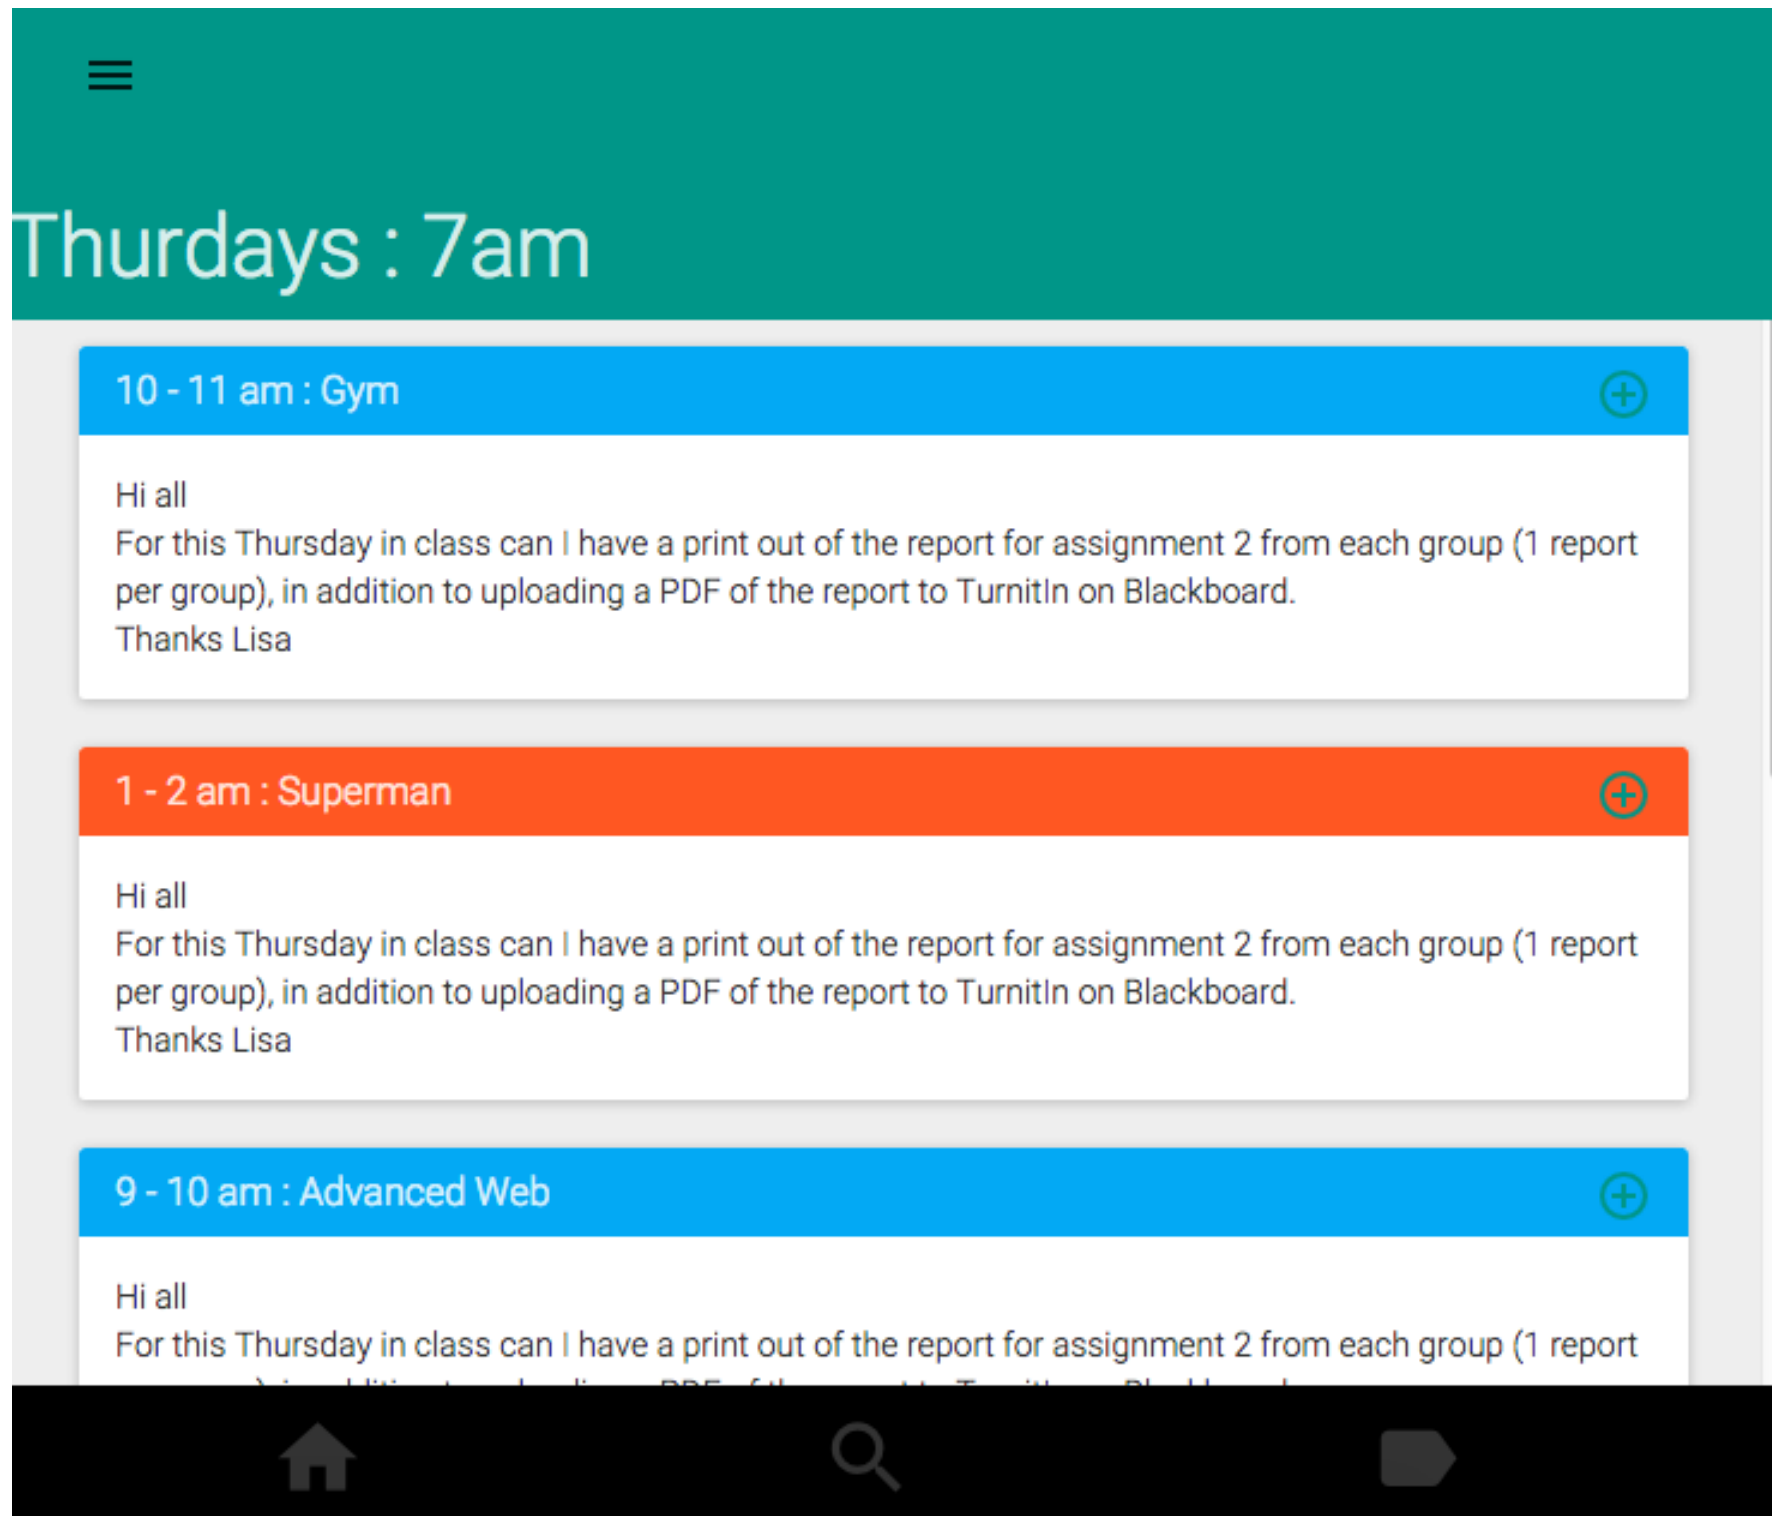 Thurdays : 7am
10 - 11 am : Gym
Hi all
For this Thursday in class can I have a print out of the report for assignment 2 from each group (1 report
per group), in addition to uploading a PDF of the report to TurnitIn on Blackboard.
Thanks Lisa
1 - 2 am : Superman
Hi all
For this Thursday in class can I have a print out of the report for assignment 2 from each group (1 report
per group), in addition to uploading a PDF of the report to TurnitIn on Blackboard.
Thanks Lisa
9 - 10 am : Advanced Web
Hi all
For this Thursday in class can I have a print out of the report for assignment 2 from each group (1 report